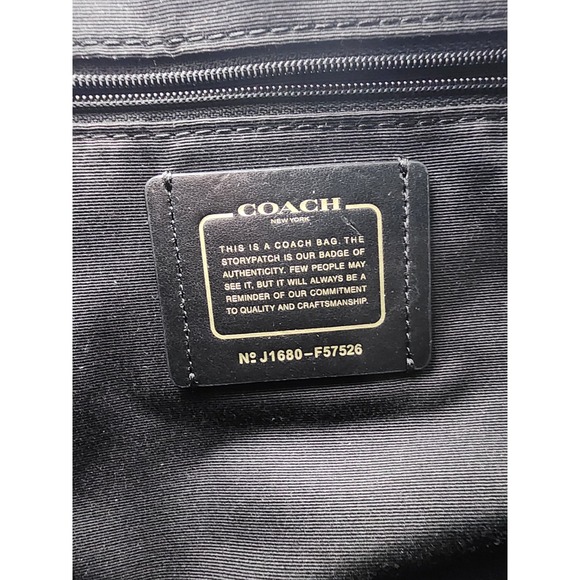 COACH
NEW YORK
THIS IS A COACH BAG. THE
STORYPATCH IS OUR BADGE OF
AUTHENTICITY. FEW PEOPLE MAY
SEE IT, BUT IT WILL ALWAYS BE A
REMINDER OF OUR COMMITMENT
TO QUALITY AND CRAFTSMANSHIP.
Nº J1680-F57526